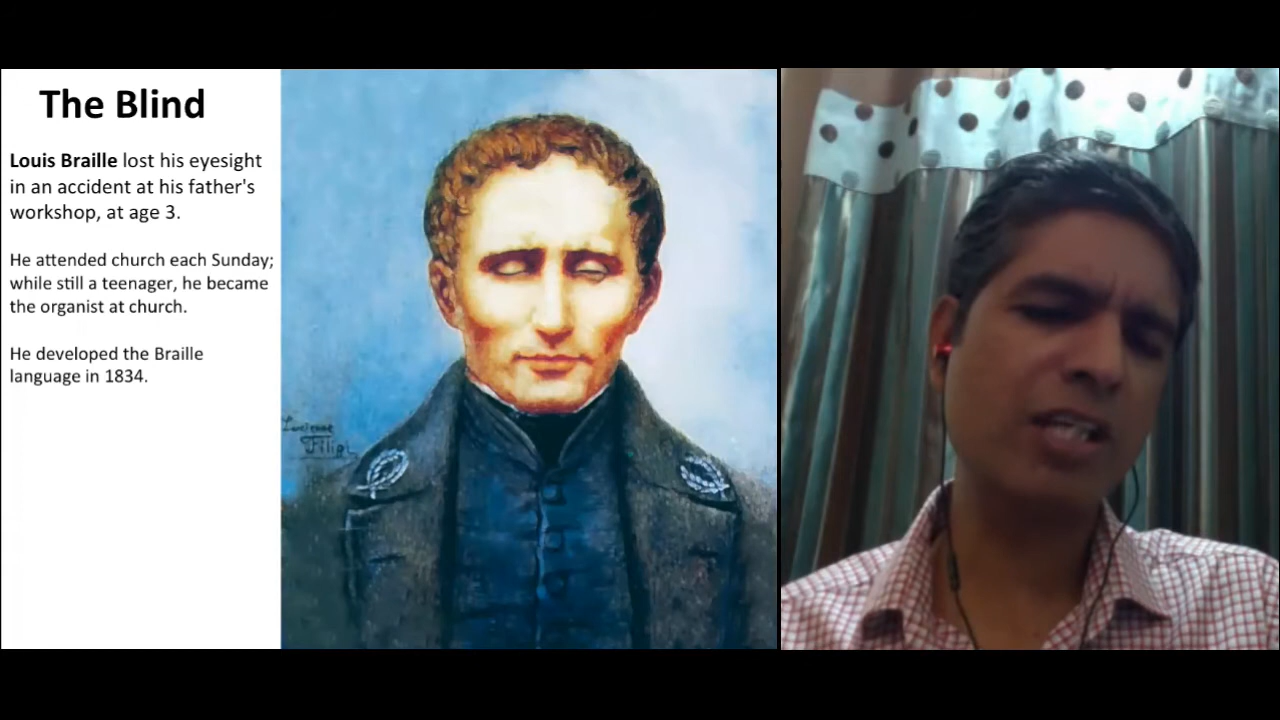 The Blind
Louis Braille lost his eyesight
in an accident at his father's
workshop, at age 3.
He attended church each Sunday;
while still a teenager, he became
the organist at church.
He developed the Braille
language in 1834.